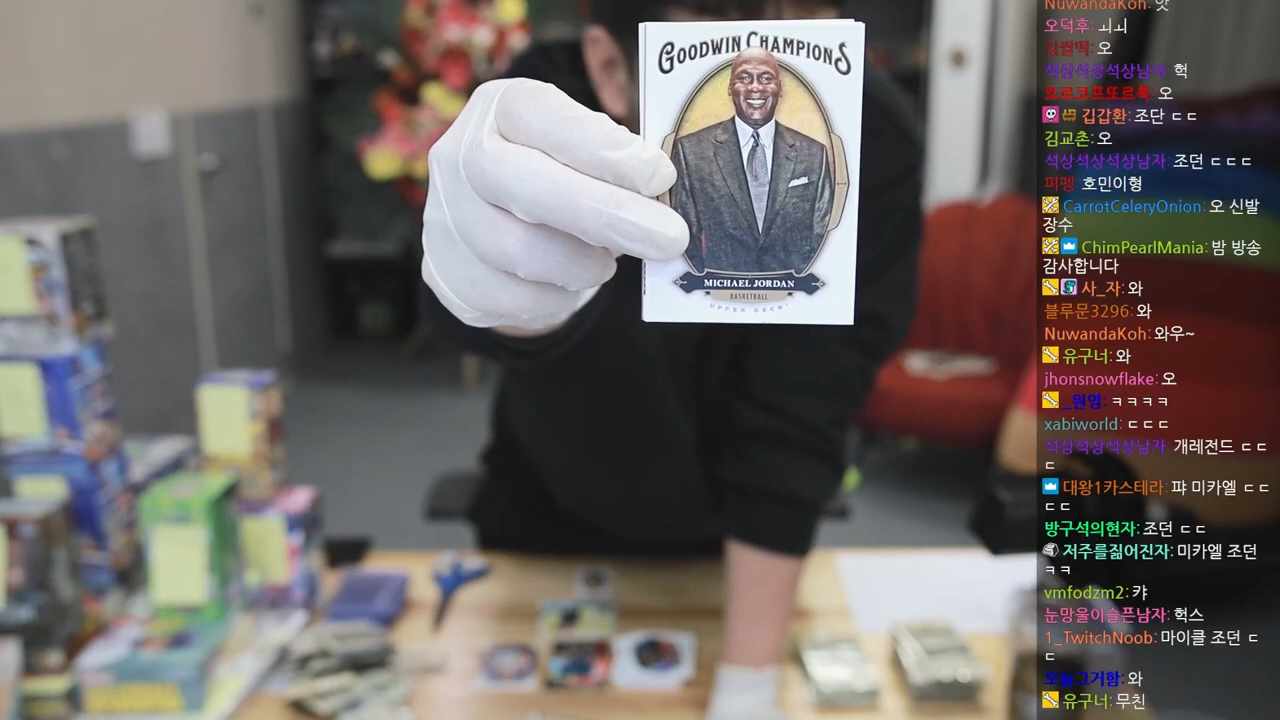 GOODWIN CHAMPIONS
MICHAEL JORDAN
BASKETBALL
UPPER DECK
NuwandaKoh: 앗
오덕후: ㅚㅚ
김쌀떡: 오
석상석상석상남자: 헉
또르코프또르륵: 오
깁갑환: 조단 ㄷㄷ
김교촌: 오
석상석상석상남자: 조던 ㄷㄷㄷ
피펭: 호민이형
CarrotCeleryOnion: 오 신발
장수
ChimPearlMania: 밤 방송
감사합니다
사_자: 와
블루문3296: 와
NuwandaKoh: 와우~
유구너: 와
jhonsnowflake: 오
_원영: ㅋㅋㅋㅋ
xabiworld: ㄷㄷㄷ
석상석상석상남자: 개레전드 ㄷㄷ
ㄷ
대왕1카스테라: 퍄 미카엘 ㄷㄷ
ㄷㄷ
방구석의현자: 조던 ㄷㄷ
저주를짊어진자: 미카엘 조던
ㅋㅋ
vmfodzm2: 캬
눈망울이슬픈남자: 헉스
1_TwitchNoob: 마이클 조던 ㄷ
ㄷ
오늘그거함: 와
유구너: 무친